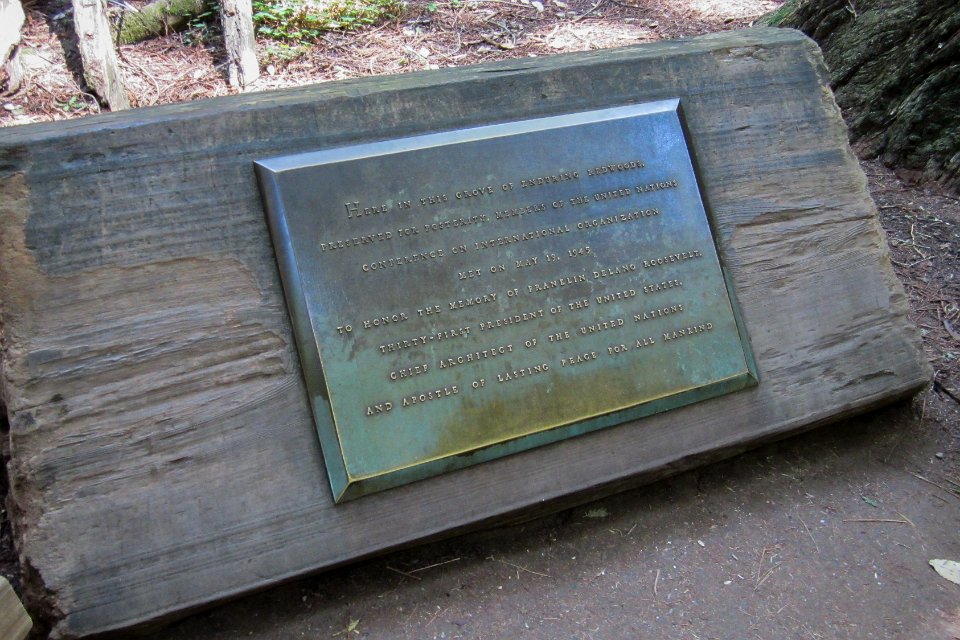 HERE IN THIS GROVE OF ENDURING REDWOODS,
PRESERVED FOR POSTERITY, MEMBERS OF THE UNITED NATIONS
CONFERENCE ON INTERNATIONAL ORGANIZATION
MET ON MAY 19, 1945
TO HONOR THE MEMORY OF FRANKLIN DELANO ROOSEVELT,
THIRTY-FIRST PRESIDENT OF THE UNITED STATES,
CHIEF ARCHITECT OF THE UNITED NATIONS
AND APOSTLE OF LASTING PEACE FOR ALL MANKIND